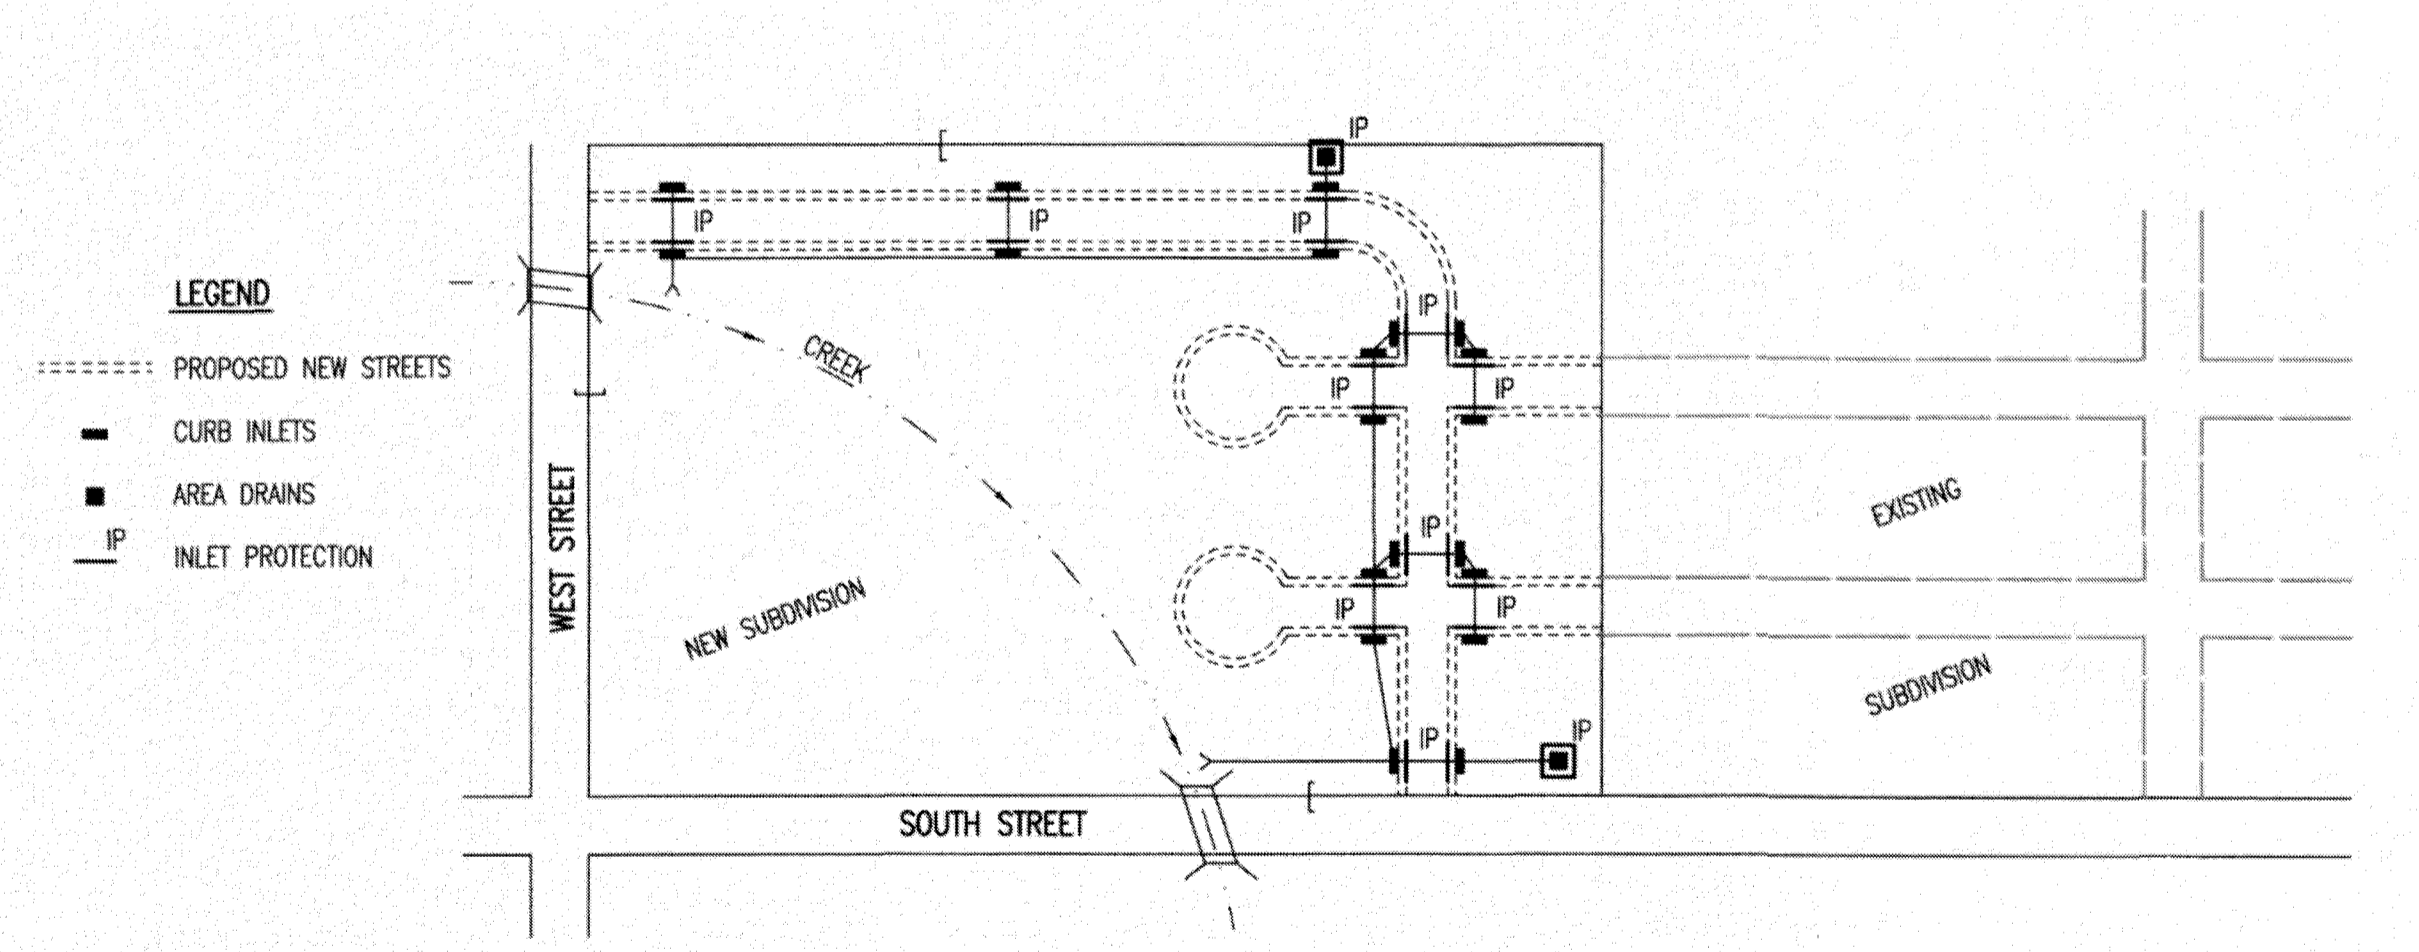 LEGEND
PROPOSED NEW STREETS
CURB INLETS
AREA DRAINS
IP
INLET PROTECTION
WEST STREET
SOUTH STREET
CREEK
NEW SUBDIVISION
EXISTING
SUBDIVISION
IP
IP
IP
IP
IP
IP
IP
IP
IP
IP
IP
IP